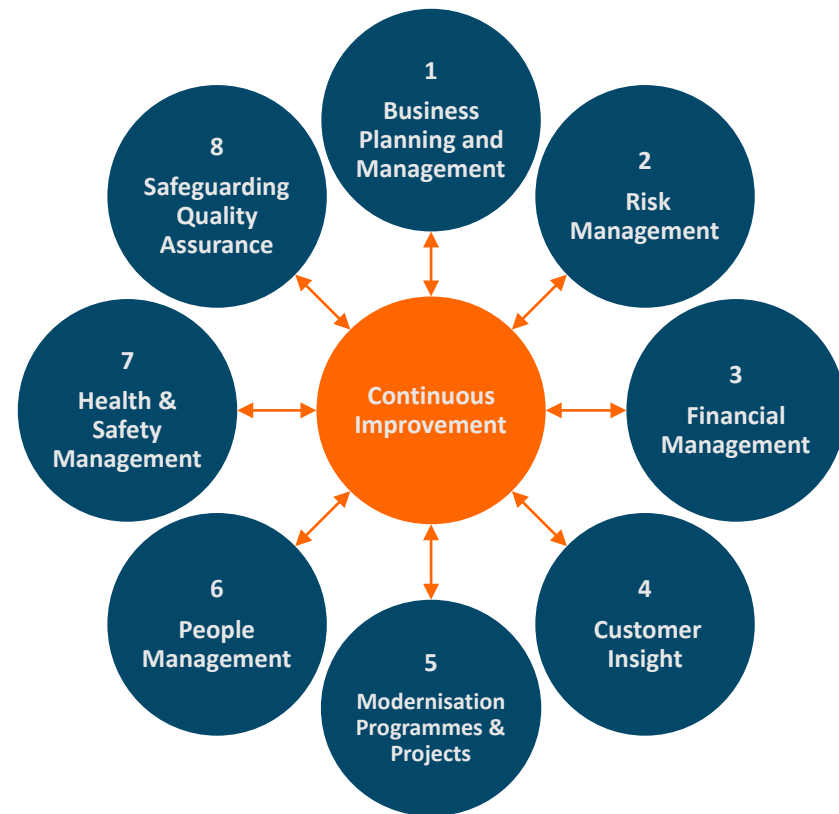 1
Business
Planning and
Management
2
Risk
Management
3
Financial
Management
4
Customer
Insight
5
Modernisation
Programmes &
Projects
6
People
Management
7
Health &
Safety
Management
8
Safeguarding
Quality
Assurance
Continuous
Improvement